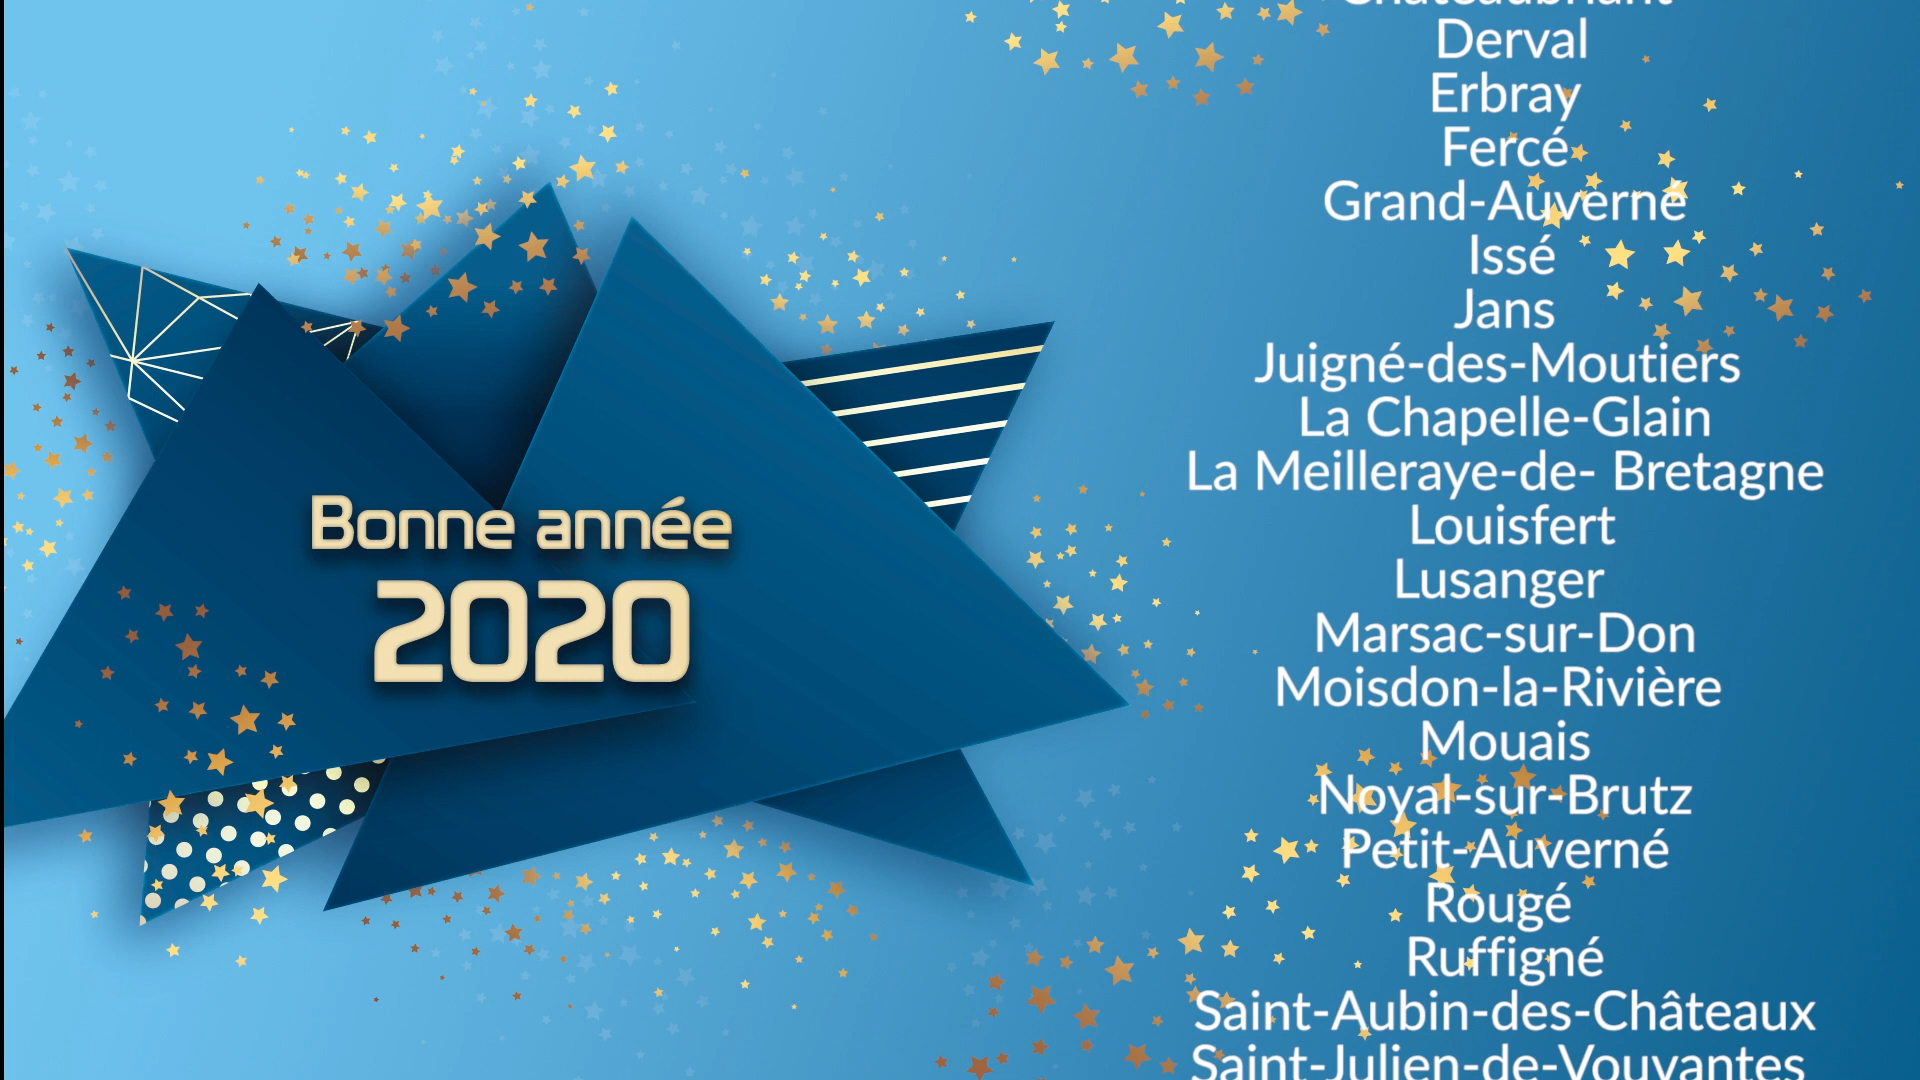 Bonne année
2020
Châteaubriant
Derval
Erbray
Fercé
Grand-Auverné
Issé
Jans
Juigné-des-Moutiers
La Chapelle-Glain
La Meilleraye-de- Bretagne
Louisfert
Lusanger
Marsac-sur-Don
Moisdon-la-Rivière
Mouais
Noyal-sur-Brutz
Petit-Auverné
Rougé
Ruffigné
Saint-Aubin-des-Châteaux
Saint-Julien-de-Vouvantes